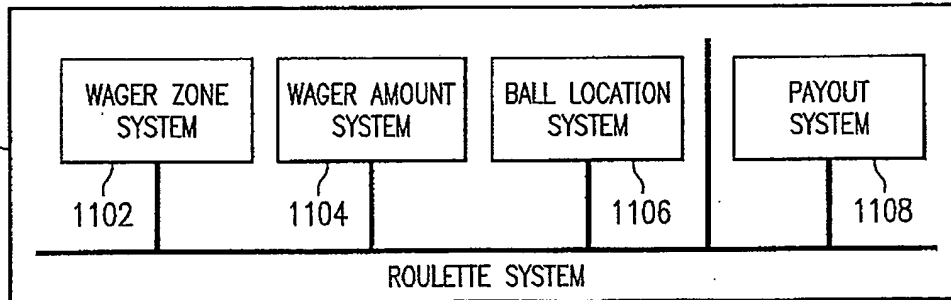 WAGER ZONE
SYSTEM
WAGER AMOUNT
SYSTEM
BALL LOCATION
SYSTEM
PAYOUT
SYSTEM
1102
1104
1106
1108
ROULETTE SYSTEM